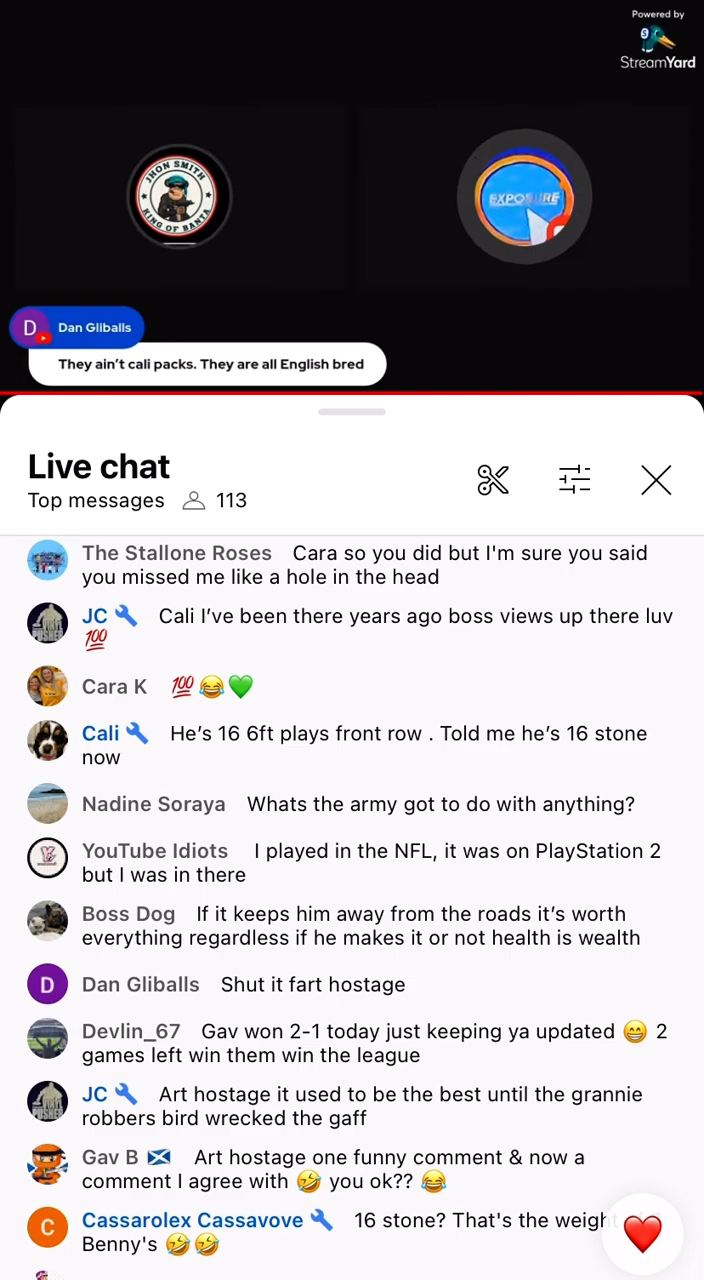 Powered by
StreamYard
JHON SMITH
KING OF BANTA
EXPOSURE
D Dan Gliballs
They ain't cali packs. They are all English bred
Live chat
Top messages 113
The Stallone Roses Cara so you did but I'm sure you said
you missed me like a hole in the head
JC 🔧 Cali I've been there years ago boss views up there luv
💯
Cara K 💯😂💚
Cali 🔧 He's 16 6ft plays front row . Told me he's 16 stone
now
Nadine Soraya Whats the army got to do with anything?
YouTube Idiots I played in the NFL, it was on PlayStation 2
but I was in there
Boss Dog If it keeps him away from the roads it's worth
everything regardless if he makes it or not health is wealth
D Dan Gliballs Shut it fart hostage
Devlin_67 Gav won 2-1 today just keeping ya updated 😁 2
games left win them win the league
JC 🔧 Art hostage it used to be the best until the grannie
robbers bird wrecked the gaff
Gav B 🏴󠁧󠁢󠁳󠁣󠁴󠁿 Art hostage one funny comment & now a
comment I agree with 🤣 you ok?? 😂
C Cassarolex Cassavove 🔧 16 stone? That's the weight
Benny's 🤣🤣